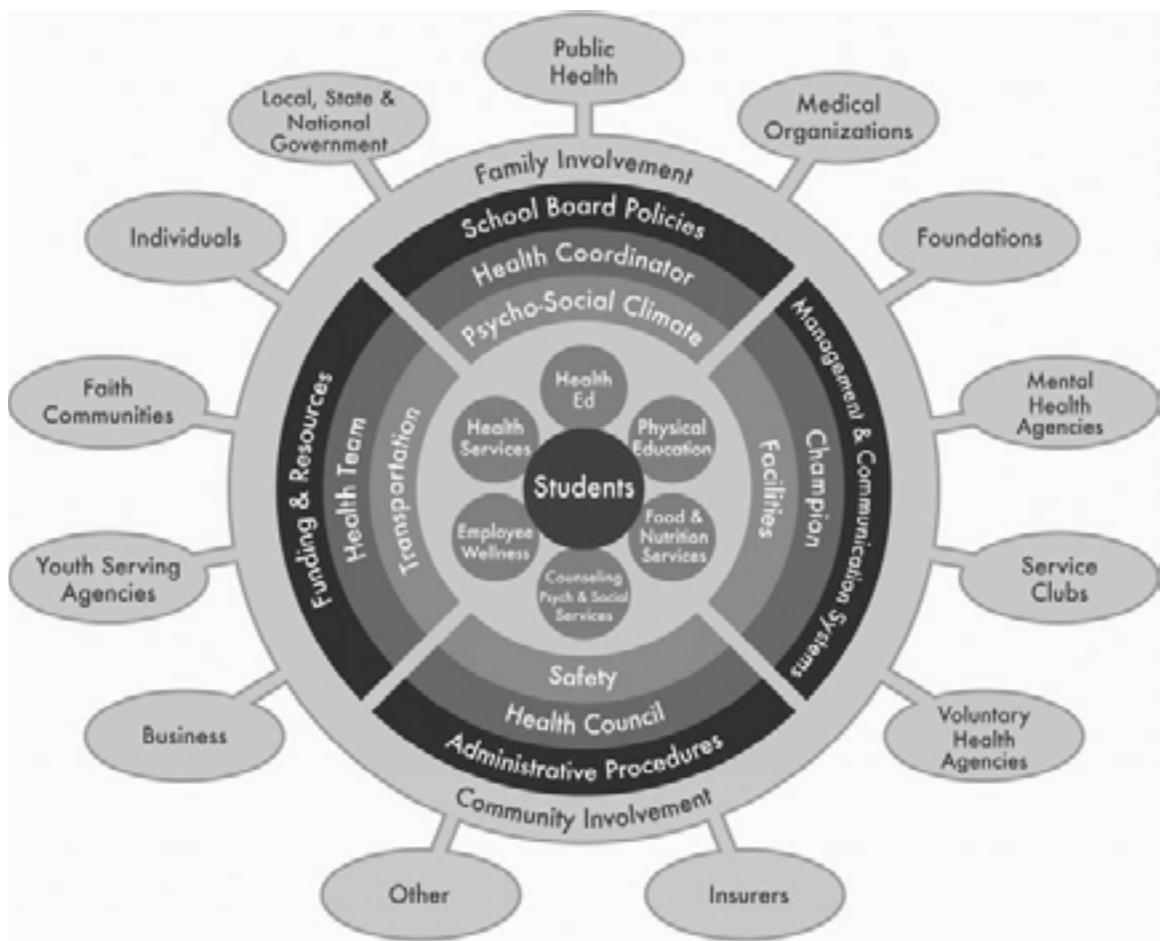 Public
Health
Local, State &
National
Government
Medical
Organizations
Individuals
Foundations
Faith
Communities
Mental
Health
Agencies
Youth Serving
Agencies
Service
Clubs
Business
Voluntary
Health
Agencies
Other
Insurers
Family Involvement
School Board Policies
Health Coordinator
Psycho-Social Climate
Funding & Resources
Health Team
Transportation
Management & Communication Systems
Champion
Facilities
Health
Ed
Health
Services
Physical
Education
Students
Employee
Wellness
Food &
Nutrition
Services
Counseling
Psych & Social
Services
Safety
Health Council
Administrative Procedures
Community Involvement